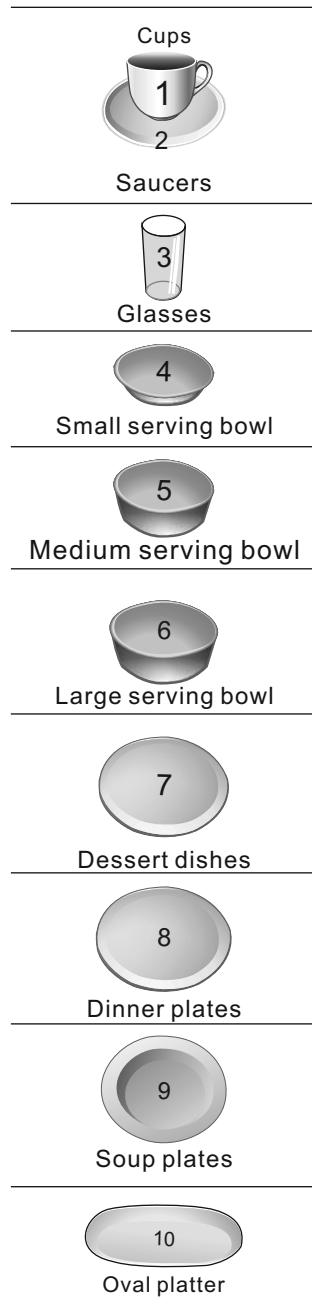 Cups
1
2
Saucers
3
Glasses
4
Small serving bowl
5
Medium serving bowl
6
Large serving bowl
7
Dessert dishes
8
Dinner plates
9
Soup plates
10
Oval platter